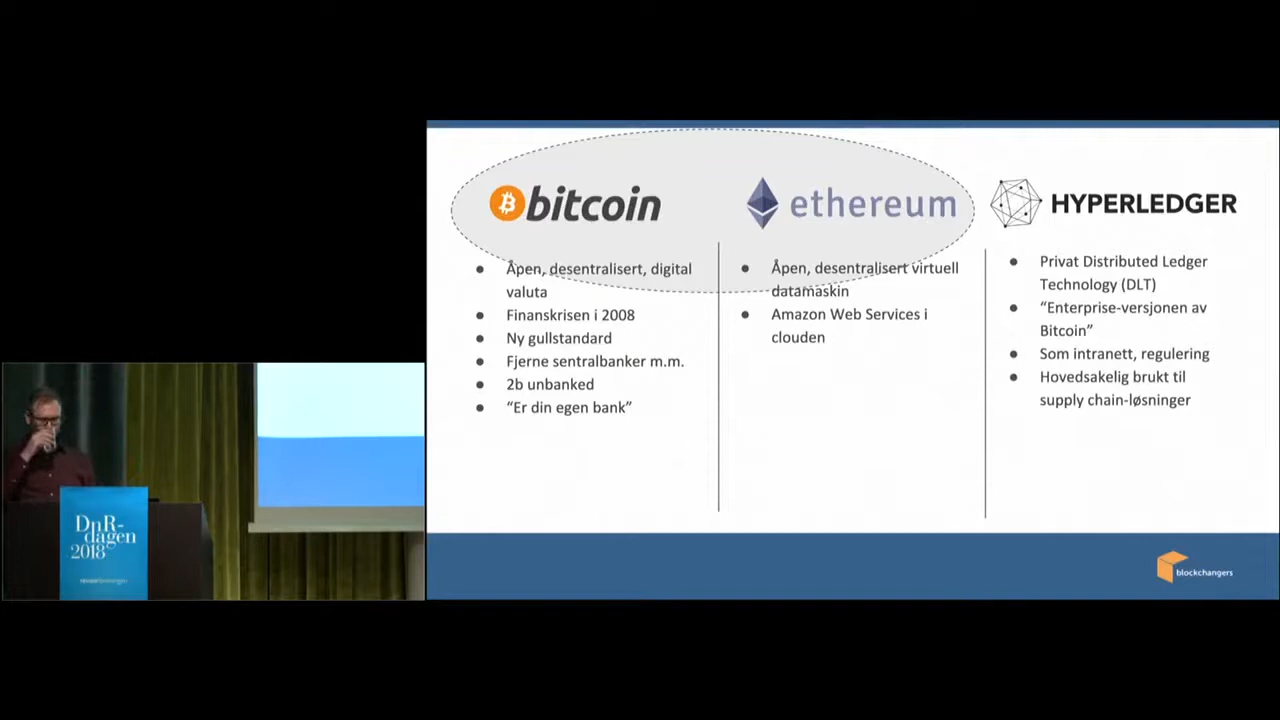 bitcoin
Åpen, desentralisert, digital
valuta
Finanskrisen i 2008
Ny gullstandard
Fjerne sentralbanker m.m.
2b unbanked
“Er din egen bank”
ethereum
Åpen, desentralisert virtuell
datamaskin
Amazon Web Services i
clouden
HYPERLEDGER
Privat Distributed Ledger
Technology (DLT)
“Enterprise-versjonen av
Bitcoin”
Som intranett, regulering
Hovedsakelig brukt til
supply chain-løsninger
DnR-
dagen
2018
blockchangers